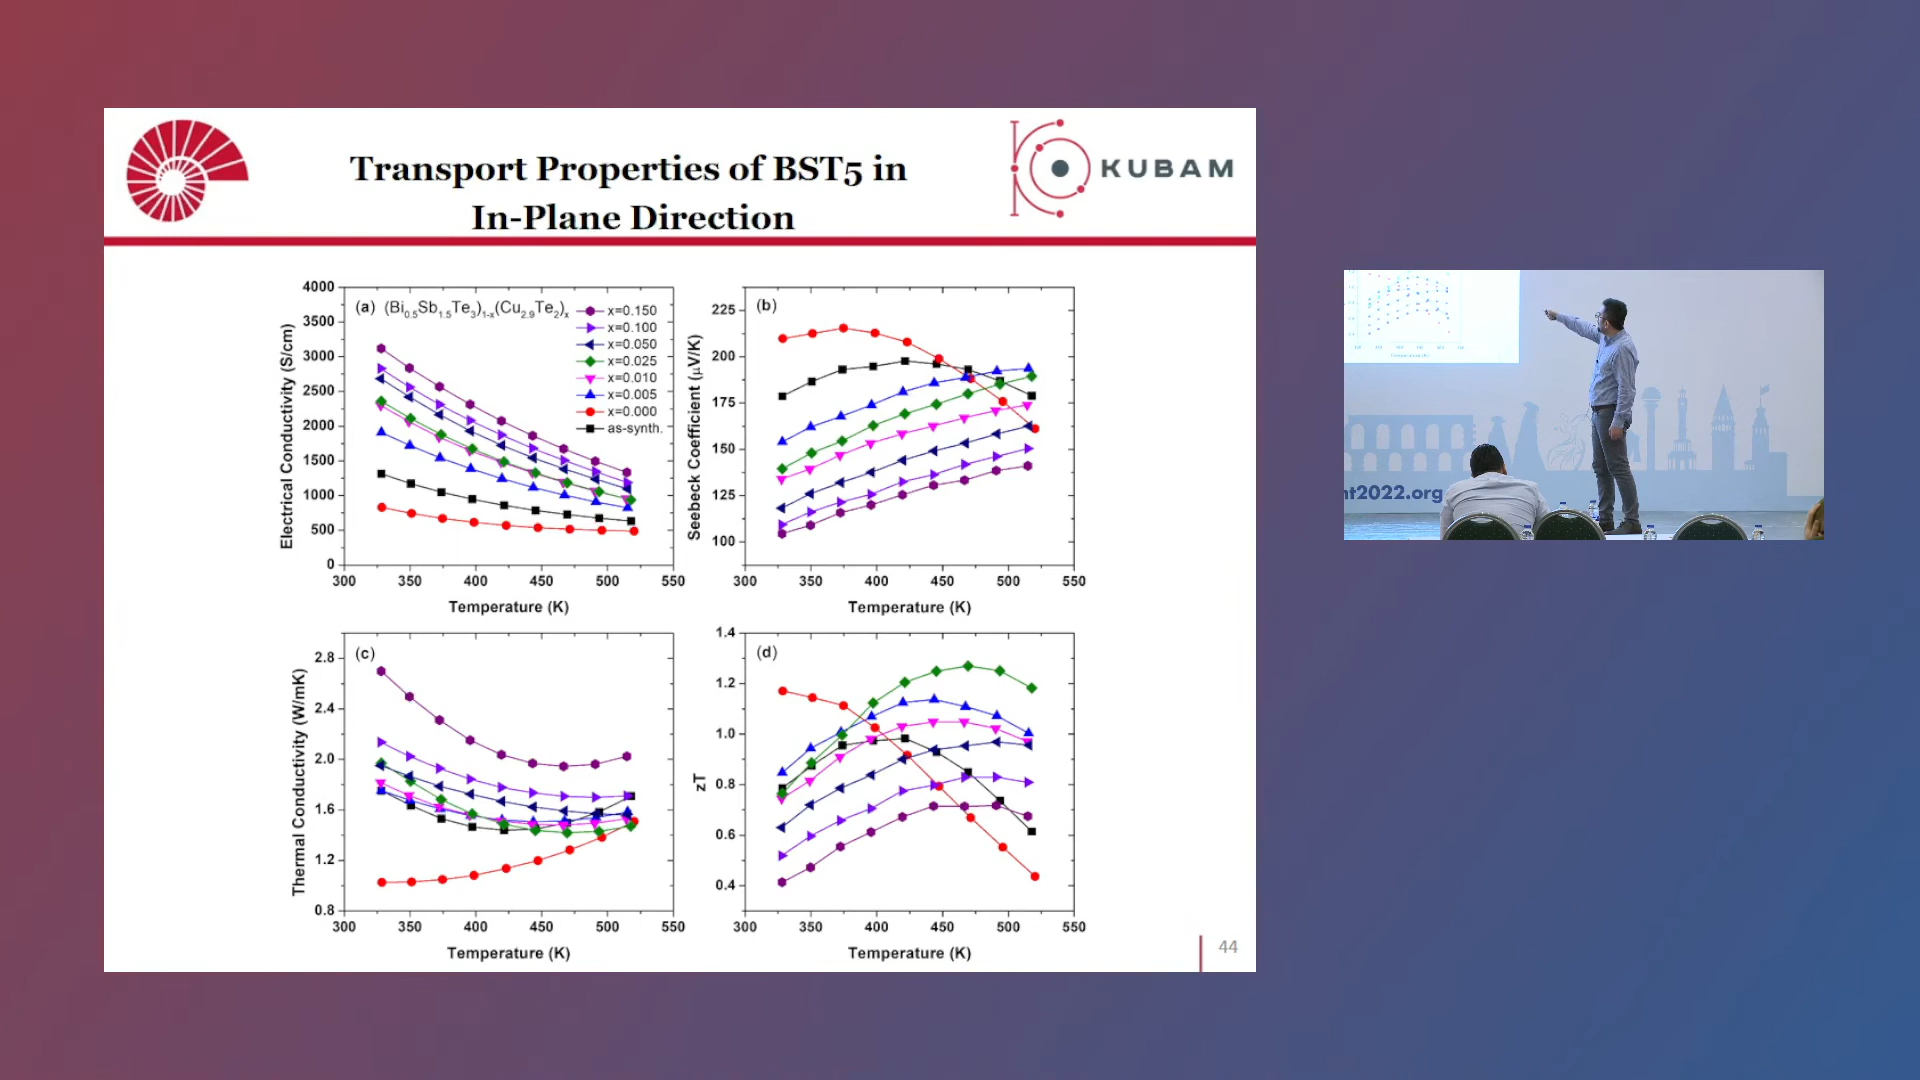 Transport Properties of BST5 in
In-Plane Direction
KUBAM
(a) (Bi0.5Sb1.5Te3)1-x(Cu2.9Te2)x
x=0.150
x=0.100
x=0.050
x=0.025
x=0.010
x=0.005
x=0.000
as-synth.
Electrical Conductivity (S/cm)
4000
3500
3000
2500
2000
1500
1000
500
0
300 350 400 450 500 550
Temperature (K)
(b)
Seebeck Coefficient (μV/K)
225
200
175
150
125
100
300 350 400 450 500 550
Temperature (K)
(c)
Thermal Conductivity (W/mK)
2.8
2.4
2.0
1.6
1.2
0.8
300 350 400 450 500 550
Temperature (K)
(d)
zT
1.4
1.2
1.0
0.8
0.6
0.4
300 350 400 450 500 550
Temperature (K)
44
nt2022.org